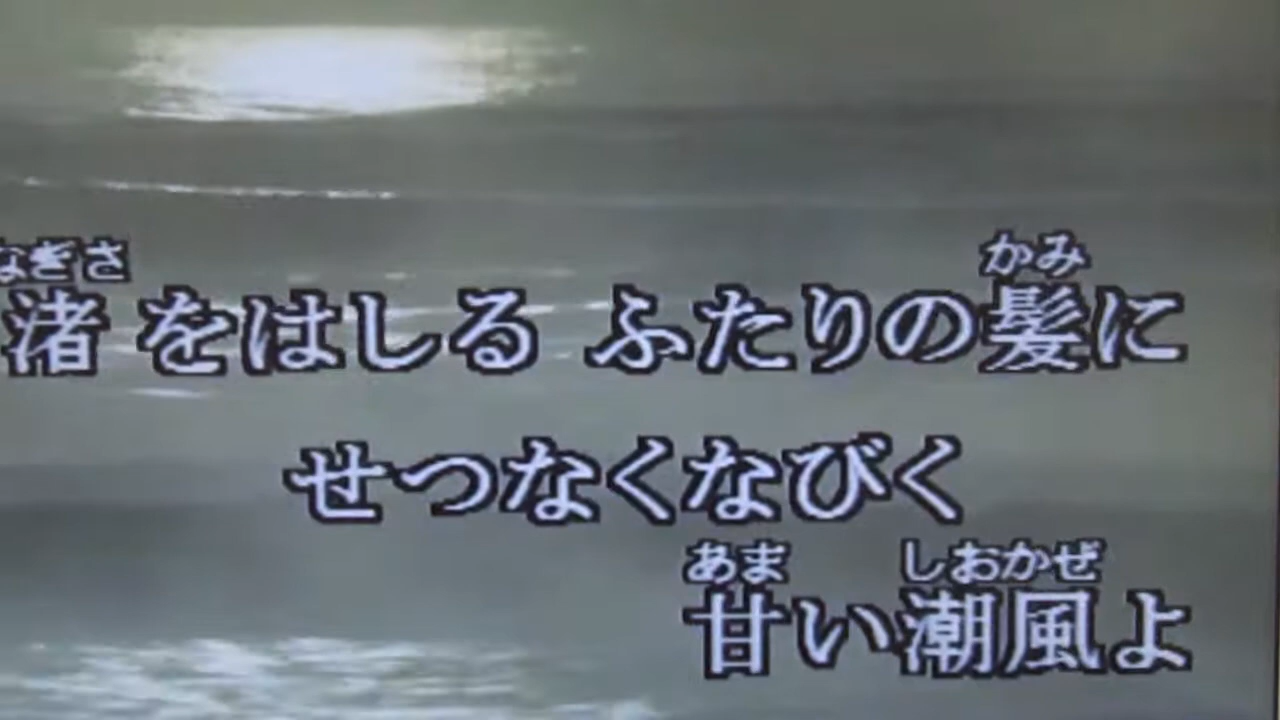 なぎさ かみ
渚をはしる ふたりの髪に
せつなくなびく
あま しおかぜ
甘い潮風よ